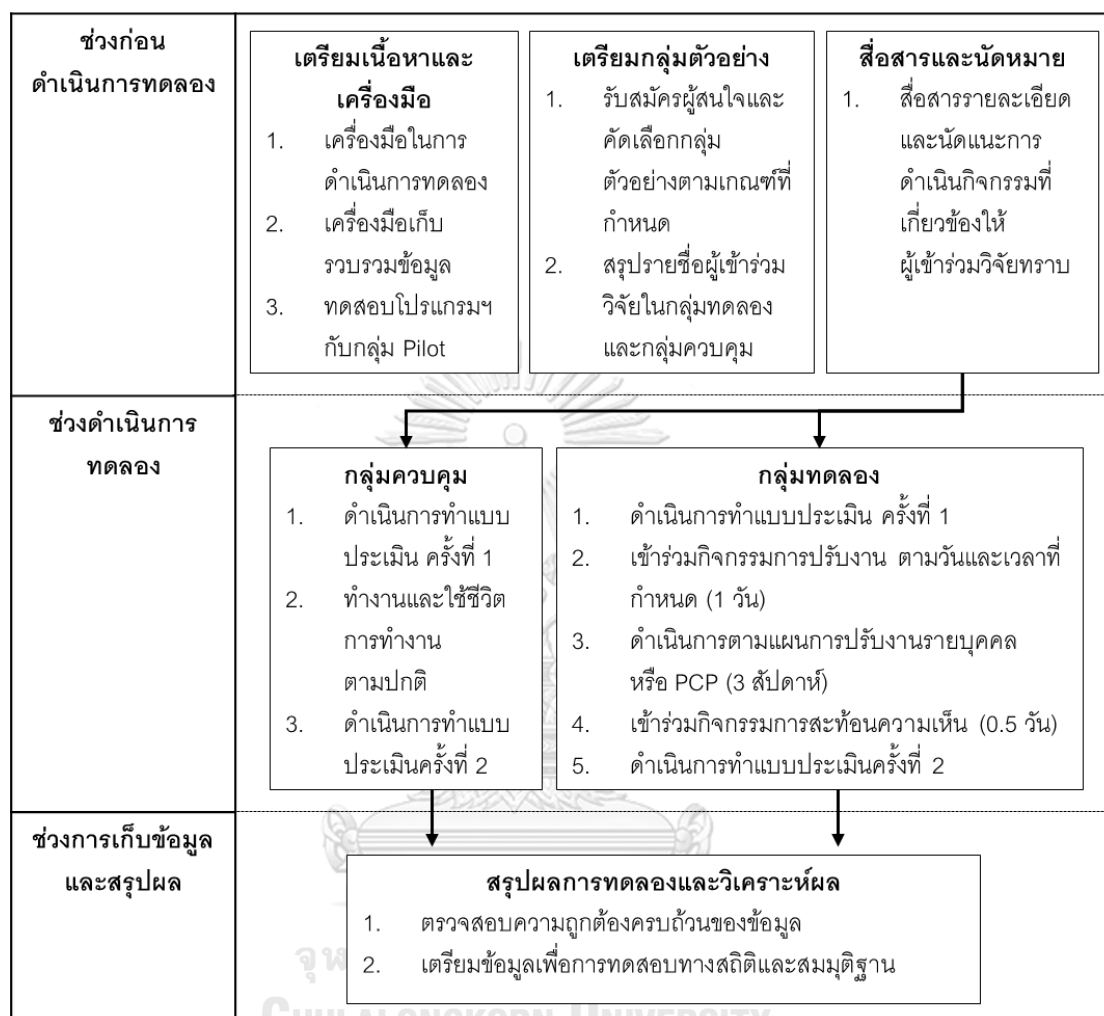 ช่วงก่อน
ดำเนินการทดลอง
เตรียมเนื้อหาและ
เครื่องมือ
1. เครื่องมือในการ
ดำเนินการทดลอง
2. เครื่องมือเก็บ
รวบรวมข้อมูล
3. ทดสอบโปรแกรมฯ
กับกลุ่ม Pilot
เตรียมกลุ่มตัวอย่าง
1. รับสมัครผู้สนใจและ
คัดเลือกกลุ่ม
ตัวอย่างตามเกณฑ์ที่
กำหนด
2. สรุปรายชื่อผู้เข้าร่วม
วิจัยในกลุ่มทดลอง
และกลุ่มควบคุม
สื่อสารและนัดหมาย
1. สื่อสารรายละเอียด
และนัดแนะการ
ดำเนินกิจกรรมที่
เกี่ยวข้องให้
ผู้เข้าร่วมวิจัยทราบ
ช่วงดำเนินการ
ทดลอง
กลุ่มควบคุม
1. ดำเนินการทำแบบ
ประเมิน ครั้งที่ 1
2. ทำงานและใช้ชีวิต
การทำงาน
ตามปกติ
3. ดำเนินการทำแบบ
ประเมินครั้งที่ 2
กลุ่มทดลอง
1. ดำเนินการทำแบบประเมิน ครั้งที่ 1
2. เข้าร่วมกิจกรรมการปรับงาน ตามวันและเวลาที่
กำหนด (1 วัน)
3. ดำเนินการตามแผนการปรับงานรายบุคคล
หรือ PCP (3 สัปดาห์)
4. เข้าร่วมกิจกรรมการสะท้อนความเห็น (0.5 วัน)
5. ดำเนินการทำแบบประเมินครั้งที่ 2
ช่วงการเก็บข้อมูล
และสรุปผล
สรุปผลการทดลองและวิเคราะห์ผล
1. ตรวจสอบความถูกต้องครบถ้วนของข้อมูล
2. เตรียมข้อมูลเพื่อการทดสอบทางสถิติและสมมุติฐาน
CHULALONGKORN UNIVERSITY